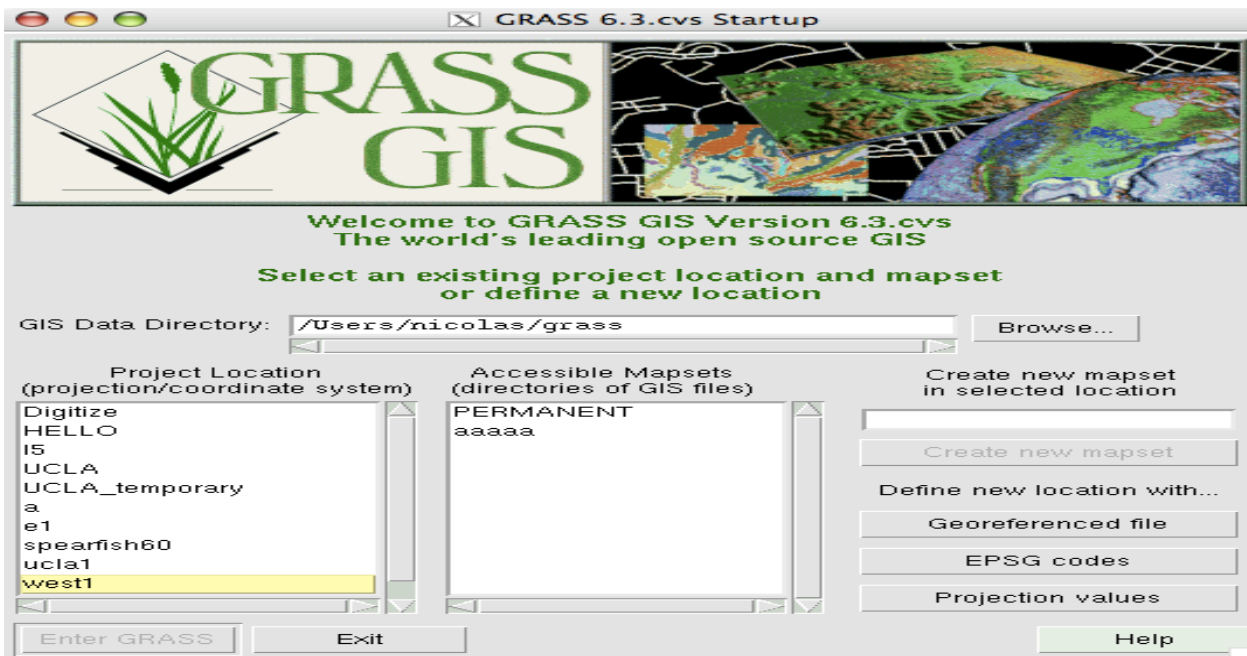 GRASS 6.3.cvs Startup
GRASS
GIS
Welcome to GRASS GIS Version 6.3.cvs
The world's leading open source GIS
Select an existing project location and mapset
or define a new location
GIS Data Directory:
/Users/nicolas/grass
Browse...
Project Location
(projection/coordinate system)
Digitize
HELLO
I5
UCLA
UCLA_temporary
a
e1
spearfish60
ucla1
west1
Accessible Mapsets
(directories of GIS files)
PERMANENT
aaaaa
Create new mapset
in selected location
Create new mapset
Define new location with...
Georeferenced file
EPSG codes
Projection values
Enter GRASS
Exit
Help